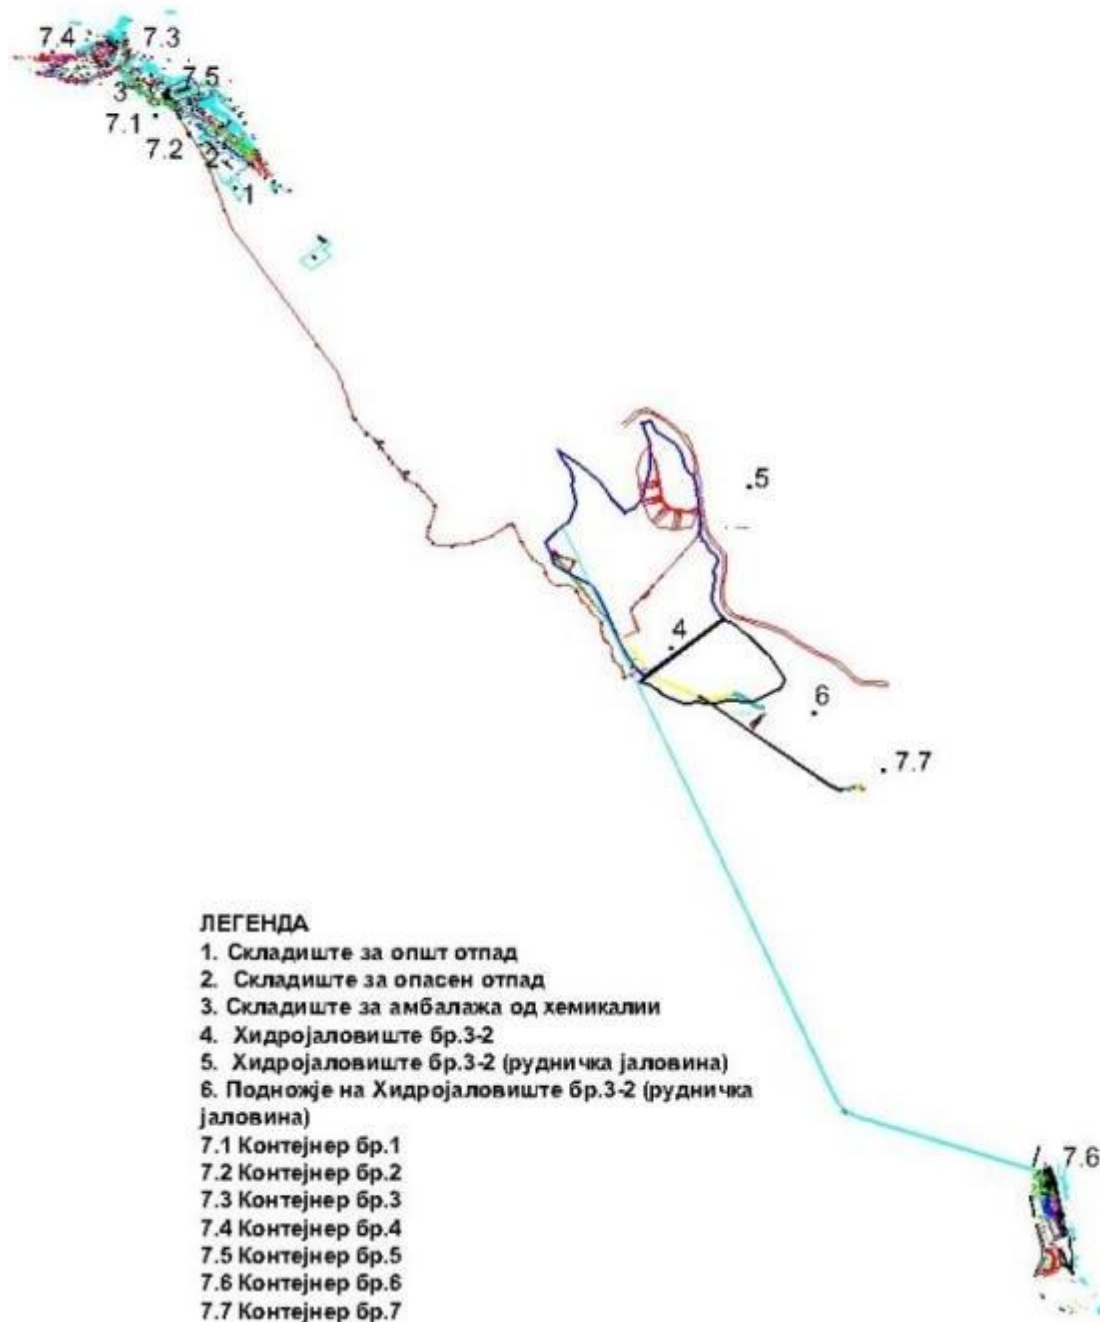 7.4
7.3
7.5
3
7.1
7.2
2
1
5
4
6
7.7
ЛЕГЕНДА
1. Складиште за општ отпад
2. Складиште за опасен отпад
3. Складиште за амбалажа од хемикалии
4. Хидројаловиште бр.3-2
5. Хидројаловиште бр.3-2 (рудничка јаловина)
6. Подножје на Хидројаловиште бр.3-2 (рудничка
јаловина)
7.1 Контејнер бр.1
7.2 Контејнер бр.2
7.3 Контејнер бр.3
7.4 Контејнер бр.4
7.5 Контејнер бр.5
7.6 Контејнер бр.6
7.7 Контејнер бр.7
7.6